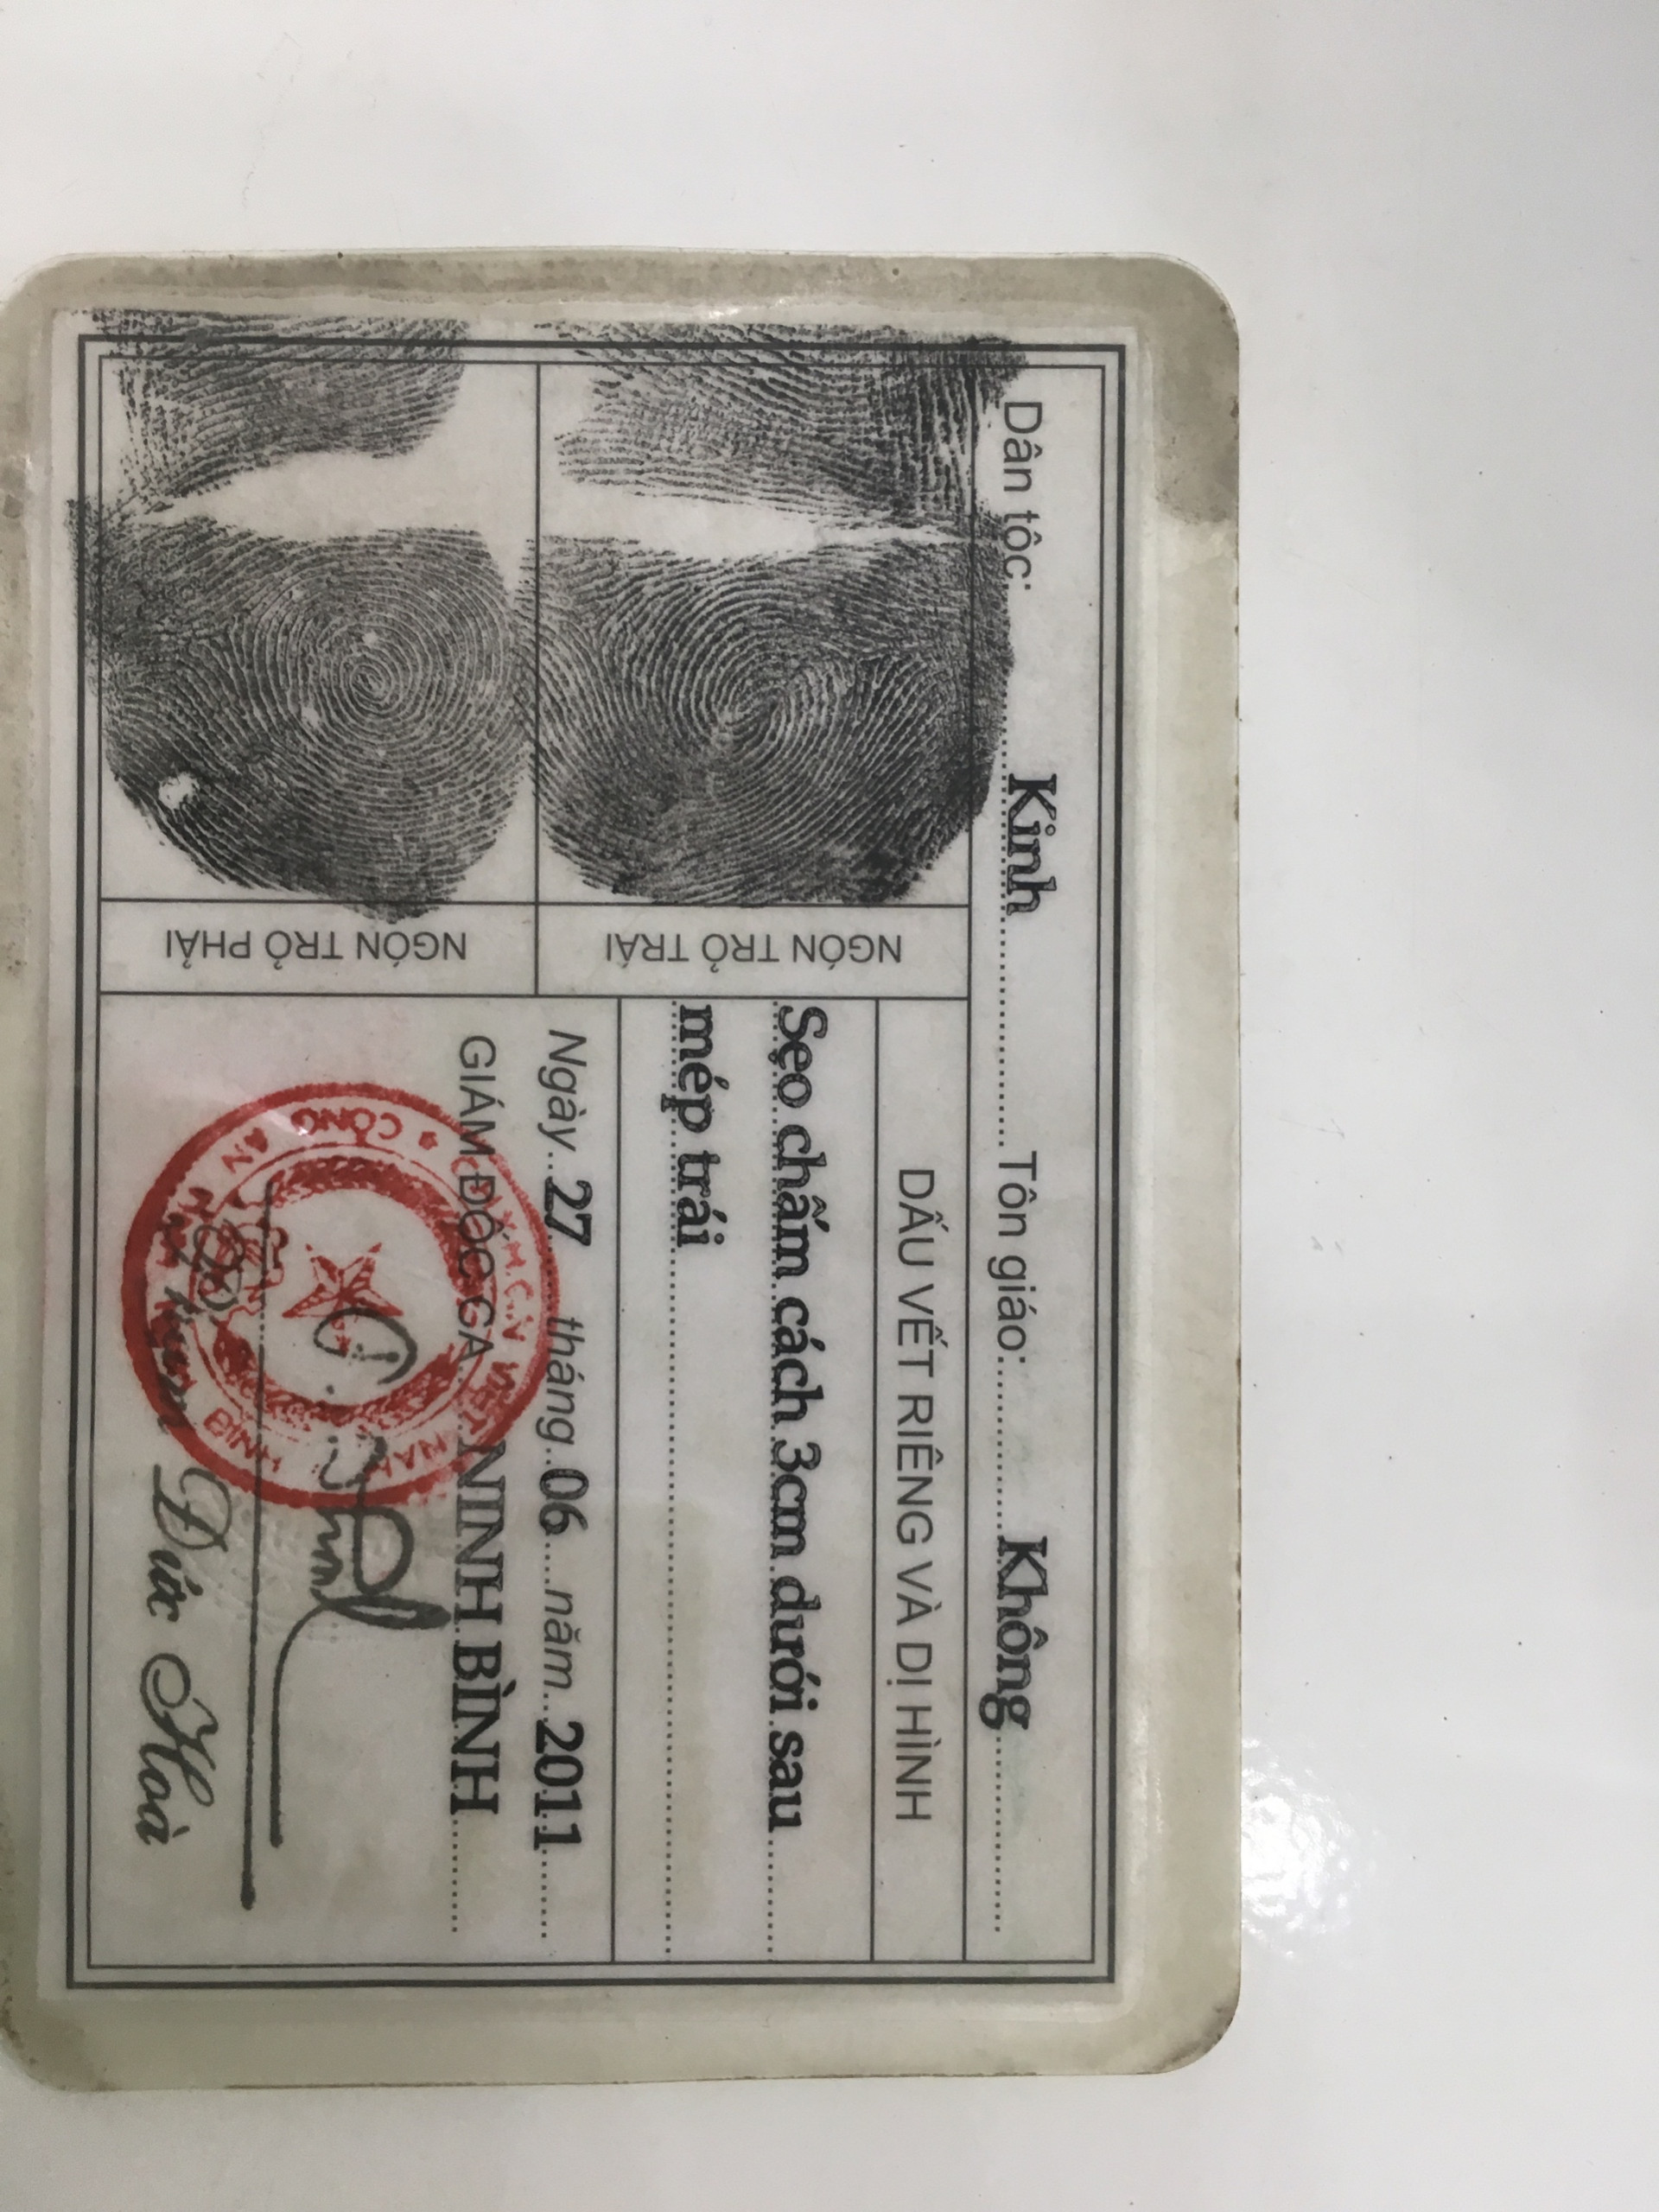 Dân tộc: Kinh Tôn giáo: Không
NGÓN TRỎ TRÁI
DẤU VẾT RIÊNG VÀ DỊ HÌNH
Sẹo chấm cách 3cm dưới sau
mép trái
Ngày 27 tháng 06 năm 2011
GIÁM ĐỐC CA NINH BÌNH
NGÓN TRỎ PHẢI
C.H.X.H.C.N VIỆT NAM
CÔNG AN TỈNH NINH BÌNH
Phạm Đức Hoà